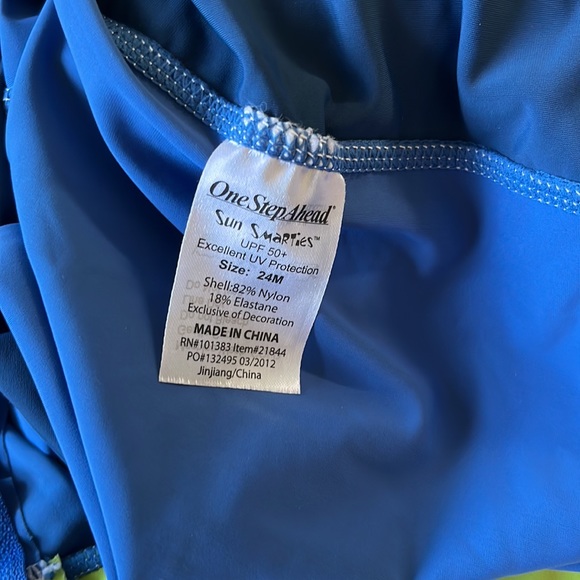 One Step Ahead®
Sun Smarties™
UPF 50+
Excellent UV Protection
Size: 24M
Shell:82% Nylon
18% Elastane
Exclusive of Decoration
MADE IN CHINA
RN#101383 Item#21844
PO#132495 03/2012
Jinjiang/China